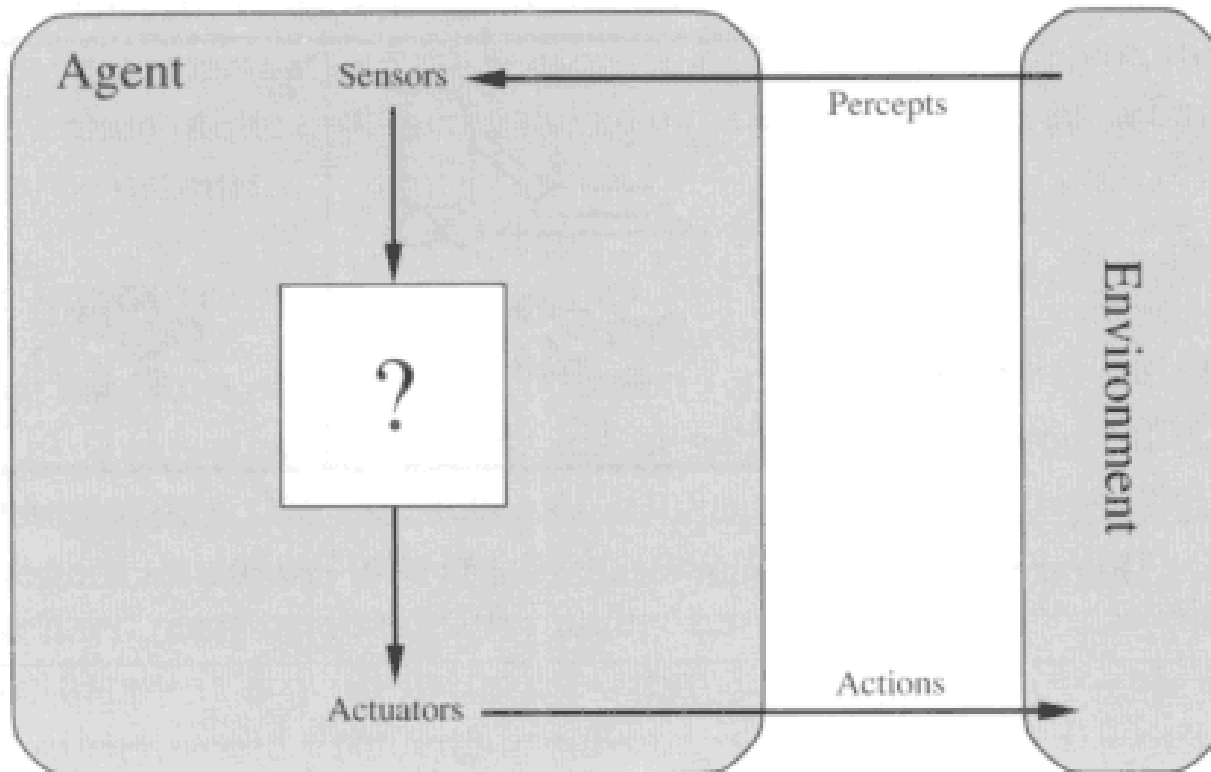 Agent
Sensors
Percepts
?
Environment
Actions
Actuators